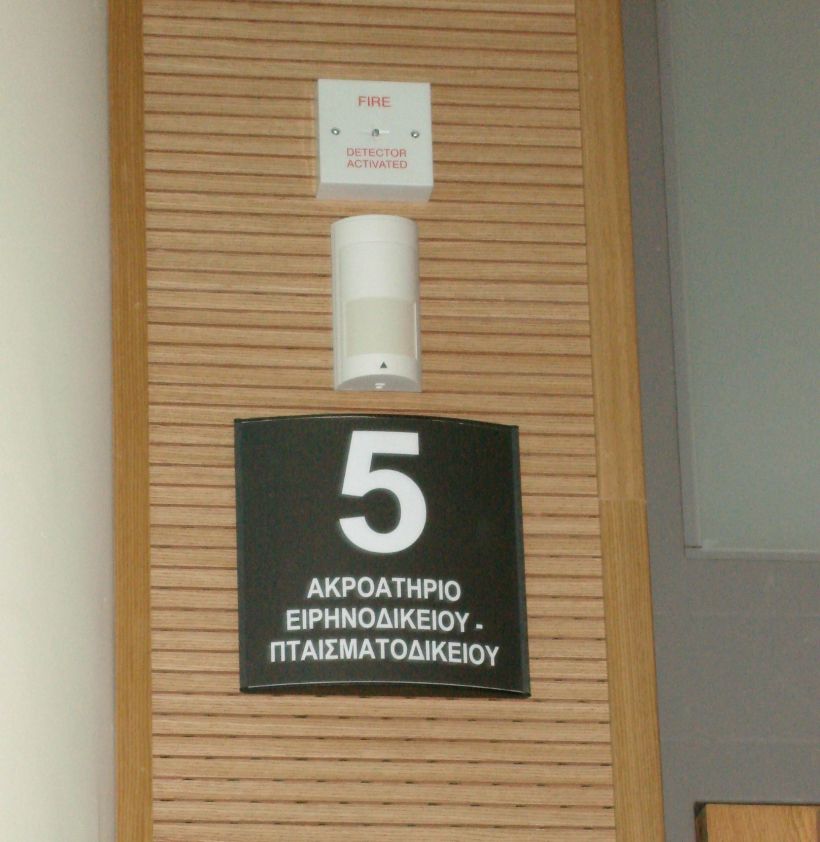 FIRE
DETECTOR
ACTIVATED
5
ΑΚΡΟΑΤΗΡΙΟ
ΕΙΡΗΝΟΔΙΚΕΙΟΥ -
ΠΤΑΙΣΜΑΤΟΔΙΚΕΙΟΥ